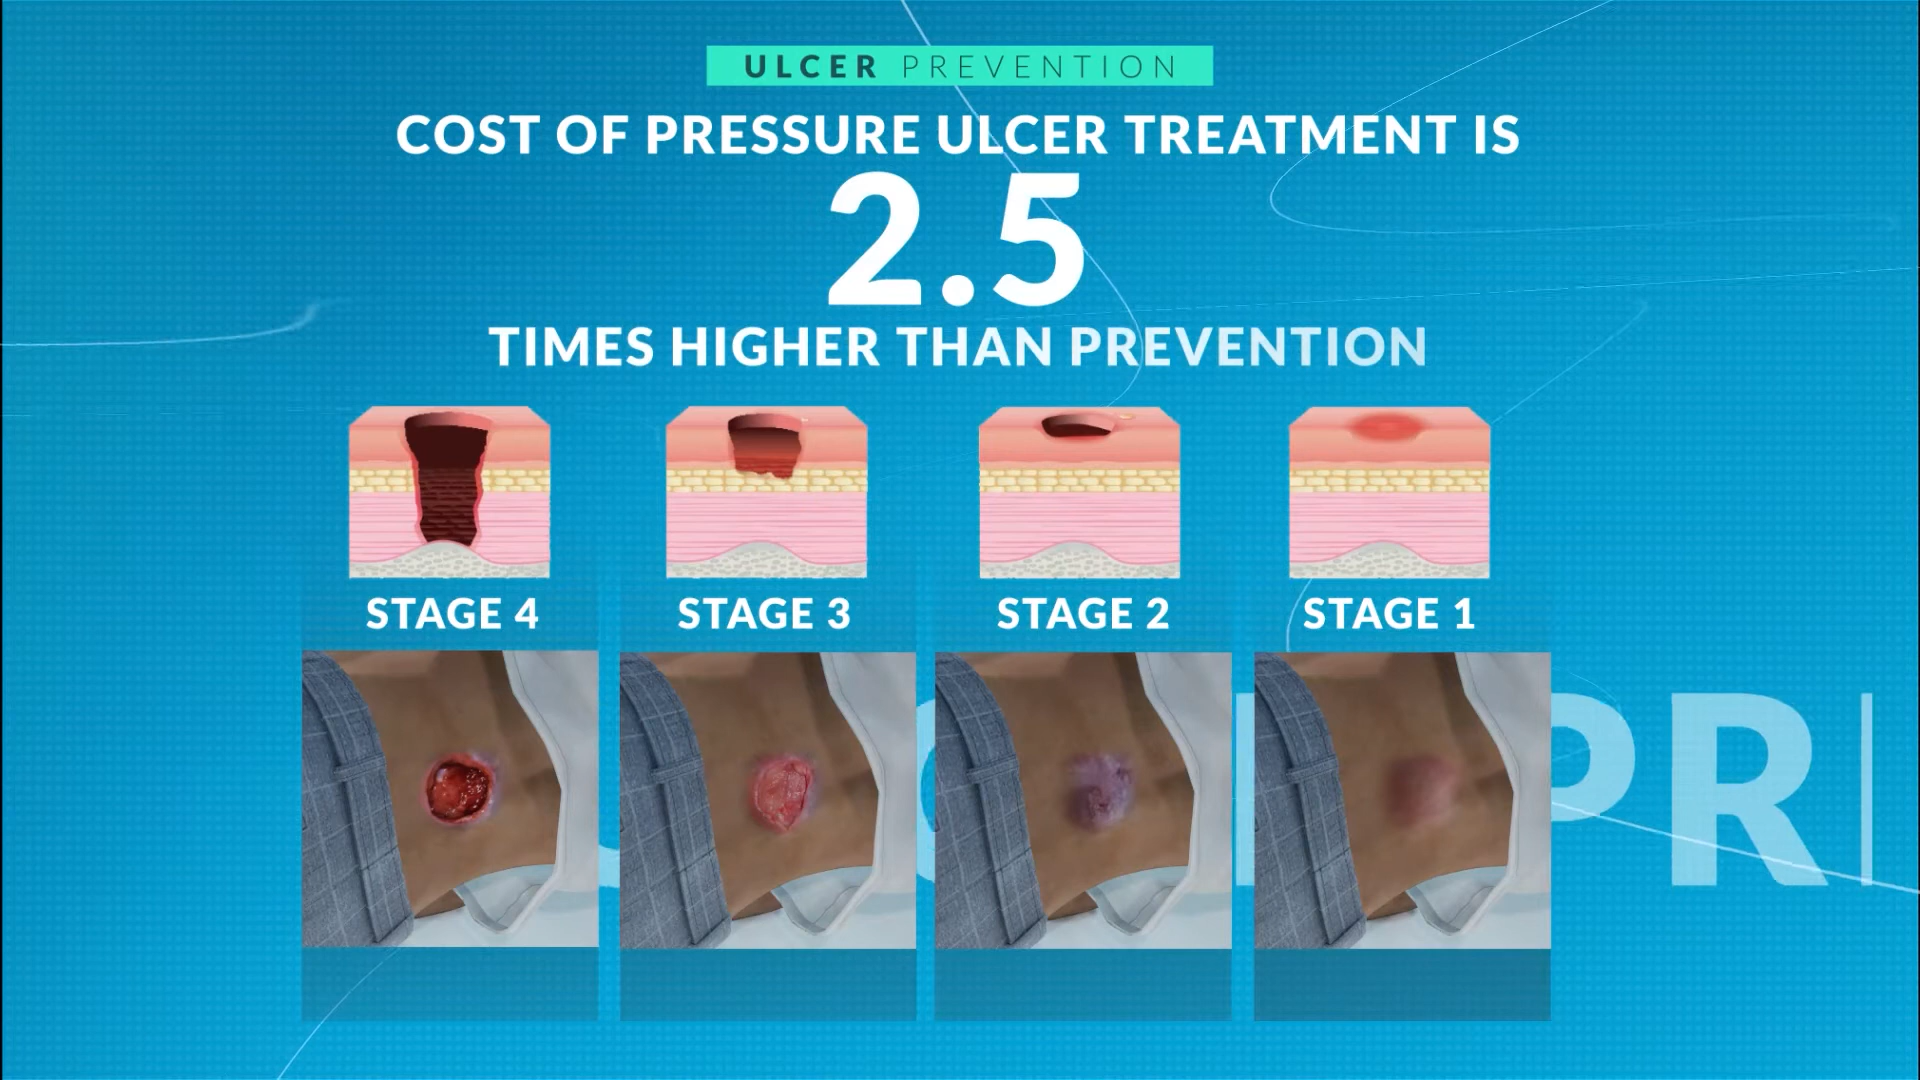 ULCER PREVENTION
COST OF PRESSURE ULCER TREATMENT IS
2.5
TIMES HIGHER THAN PREVENTION
STAGE 4 STAGE 3 STAGE 2 STAGE 1
PR